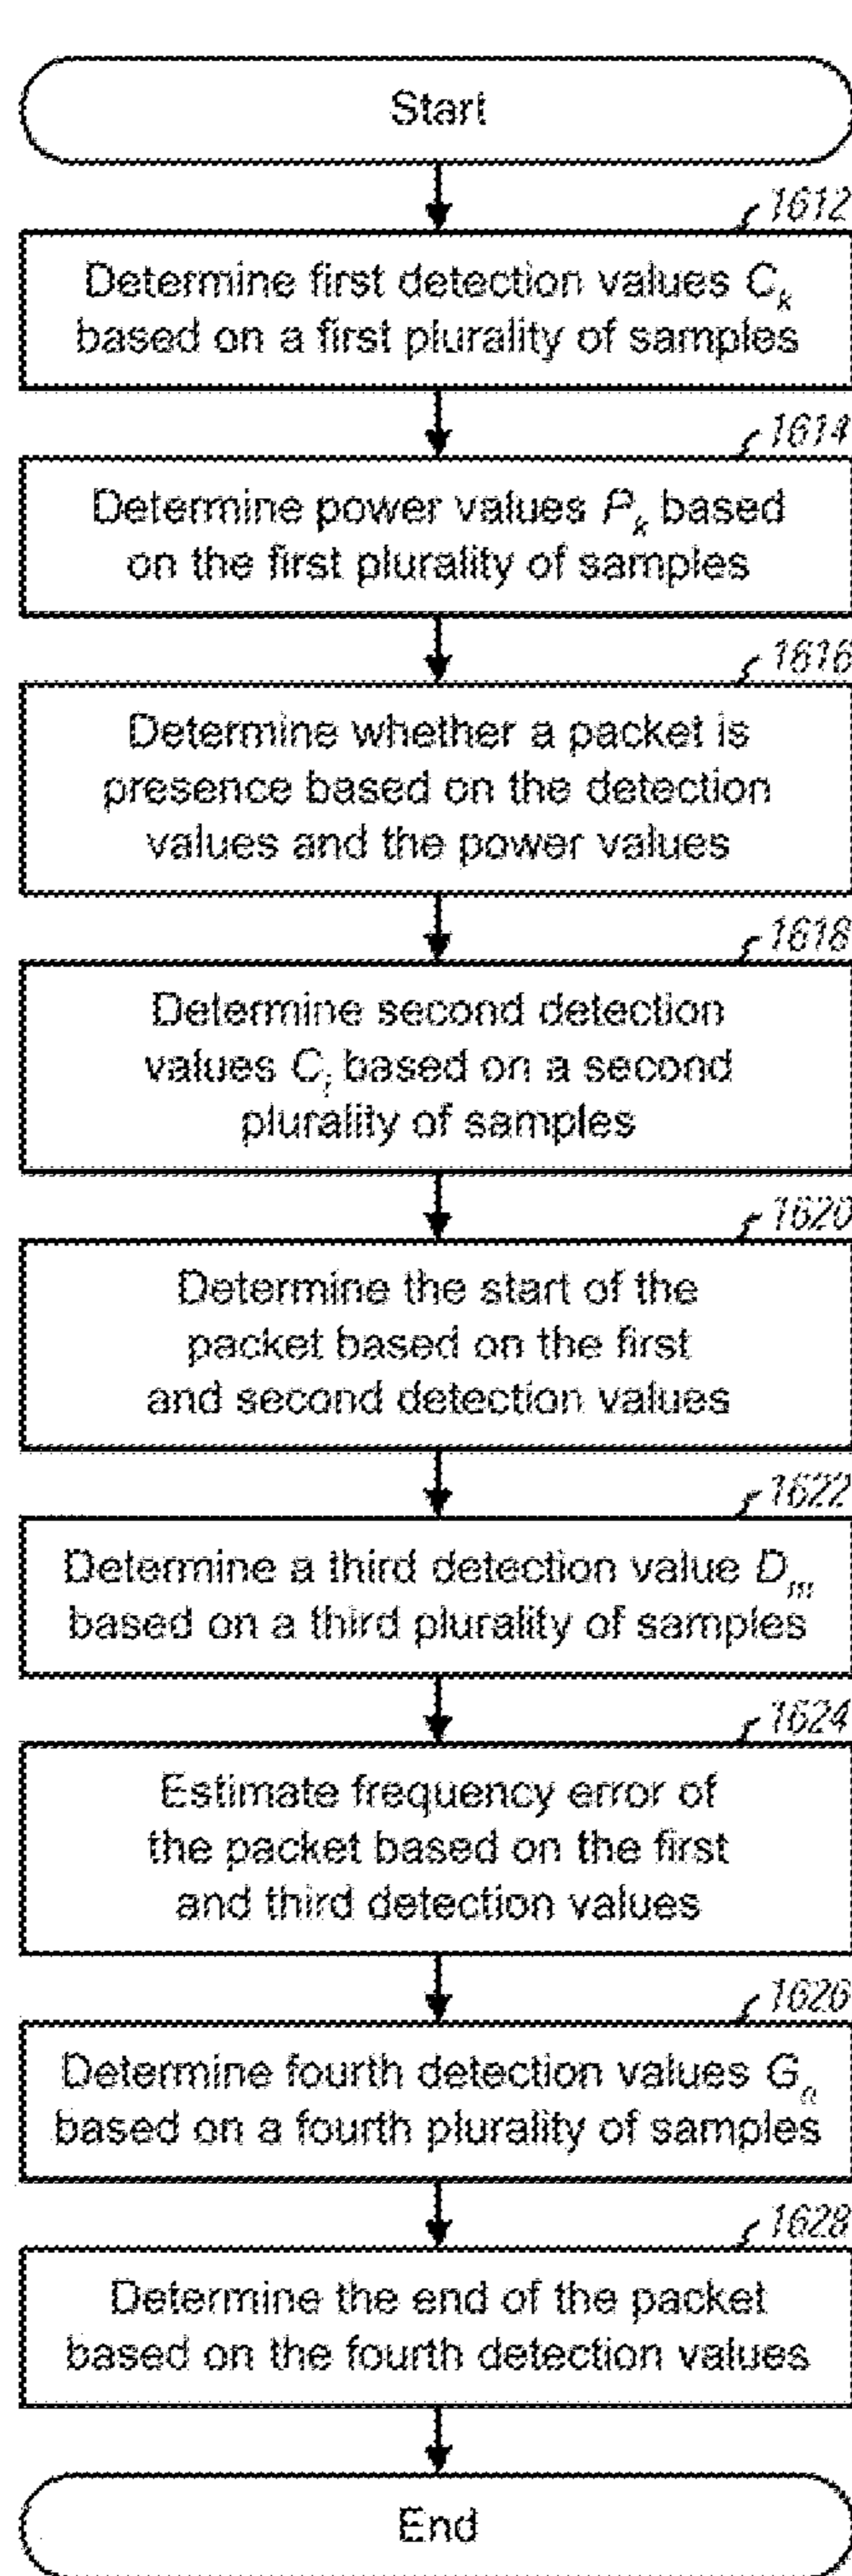 Start
1612
Determine first detection values C_k
based on a first plurality of samples
1614
Determine power values P_k based
on the first plurality of samples
1616
Determine whether a packet is
presence based on the detection
values and the power values
1618
Determine second detection
values C_i based on a second
plurality of samples
1620
Determine the start of the
packet based on the first
and second detection values
1622
Determine a third detection value D_m
based on a third plurality of samples
1624
Estimate frequency error of
the packet based on the first
and third detection values
1626
Determine fourth detection values G_n
based on a fourth plurality of samples
1628
Determine the end of the packet
based on the fourth detection values
End